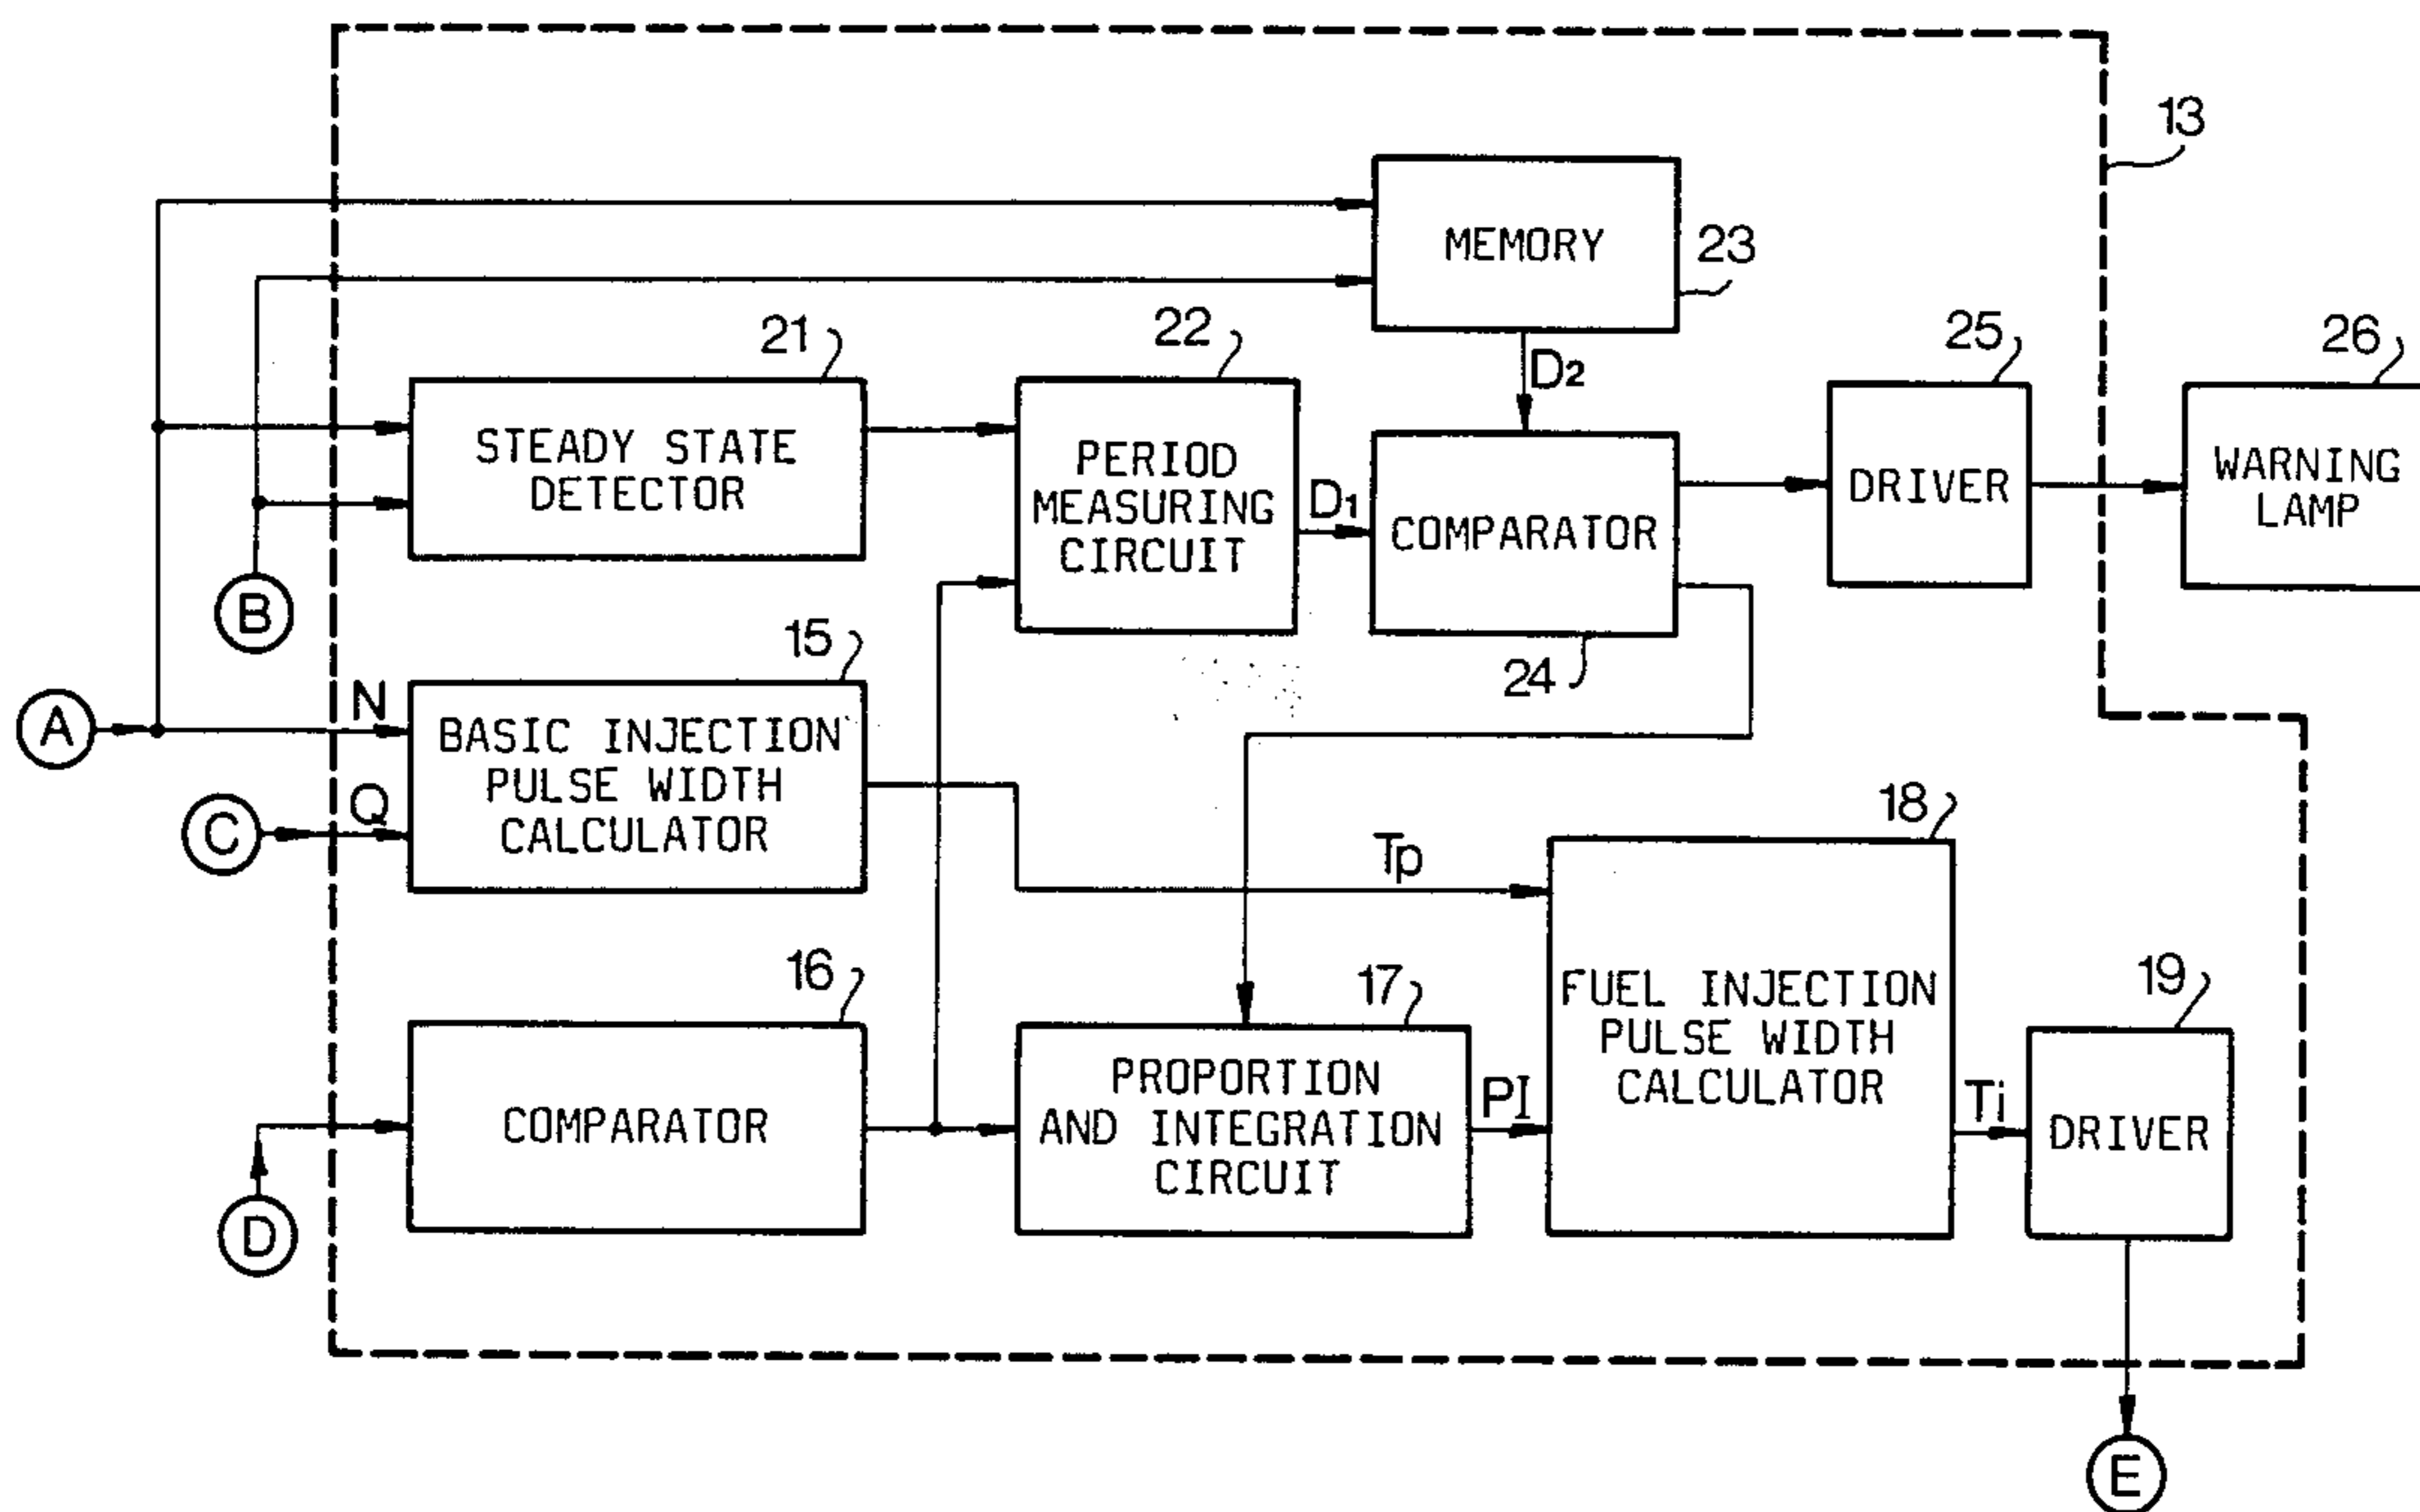 13
MEMORY
23
21
22
D2
25
26
STEADY STATE
DETECTOR
PERIOD
MEASURING
CIRCUIT
D1
COMPARATOR
DRIVER
WARNING
LAMP
B
15
24
A
N
BASIC INJECTION
PULSE WIDTH
CALCULATOR
C
Q
Tp
18
16
17
FUEL INJECTION
PULSE WIDTH
CALCULATOR
19
COMPARATOR
PROPORTION
AND INTEGRATION
CIRCUIT
PI
Ti
DRIVER
D
E